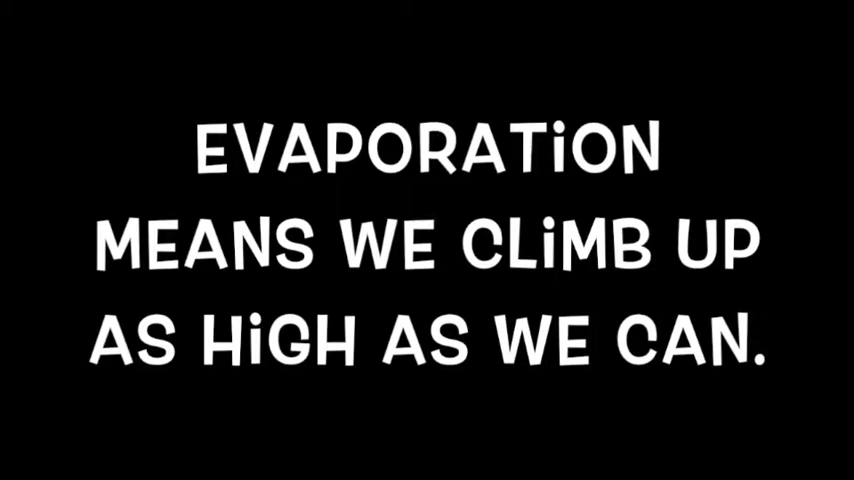 EVAPORATION
MEANS WE CLIMB UP
AS HIGH AS WE CAN.